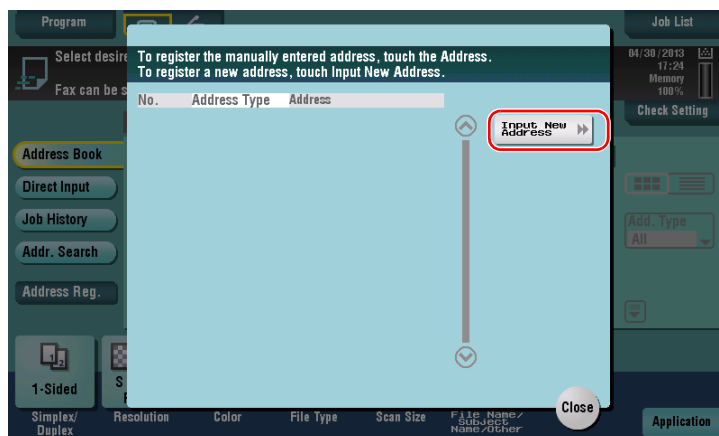 Program
Job List
Select desire
Fax can be s
To register the manually entered address, touch the Address.
To register a new address, touch Input New Address.
04/30/2013
17:24
Memory
100%
Check Setting
No. Address Type Address
Input New
Address
Address Book
Direct Input
Job History
Addr. Search
Address Reg.
Add. Type
All
1-Sided
S
Close
Simplex/
Duplex
Resolution
Color
File Type
Scan Size
File Name/
Subject
Name/Other
Application